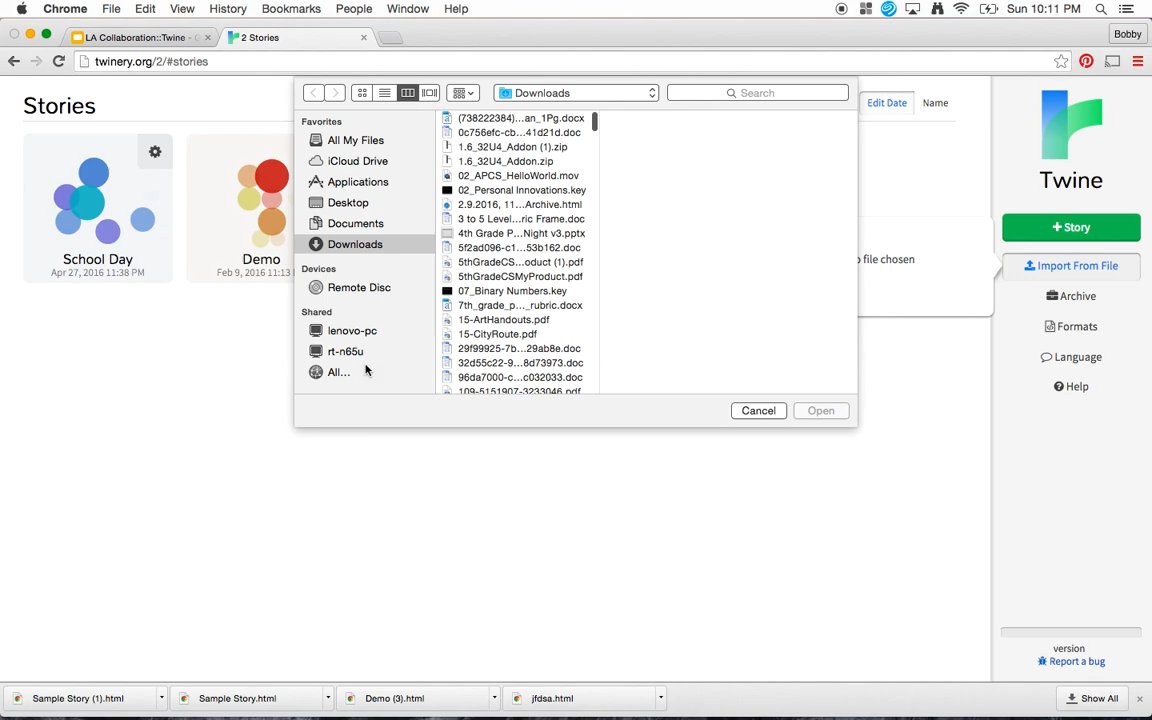 Chrome File Edit View History Bookmarks People Window Help Sun 10:11 PM
LA Collaboration::Twine - × 2 Stories × Bobby
twinery.org/2/#stories
Stories
Edit Date Name
Downloads Search
Favorites
All My Files
iCloud Drive
Applications
Desktop
Documents
Downloads
Devices
Remote Disc
Shared
lenovo-pc
rt-n65u
All...
(738222384)...an_1Pg.docx
0c756efc-cb...41d21d.doc
1.6_32U4_Addon (1).zip
1.6_32U4_Addon.zip
02_APCS_HelloWorld.mov
02_Personal Innovations.key
2.9.2016, 11...Archive.html
3 to 5 Level...ric Frame.doc
4th Grade P...Night v3.pptx
5f2ad096-c1...53b162.doc
5thGradeCS...oduct (1).pdf
5thGradeCSMyProduct.pdf
07_Binary Numbers.key
7th_grade_p..._rubric.docx
15-ArtHandouts.pdf
15-CityRoute.pdf
29f99925-7b...29ab8e.doc
32d55c22-9...8d73973.doc
96da7000-c...c032033.doc
109-5151907-3233046.pdf
Cancel Open
School Day
Apr 27, 2016 11:38 PM
Demo
Feb 9, 2016 11:13
file chosen
Twine
+ Story
Import From File
Archive
Formats
Language
Help
version
Report a bug
Sample Story (1).html Sample Story.html Demo (3).html jfdsa.html Show All ×